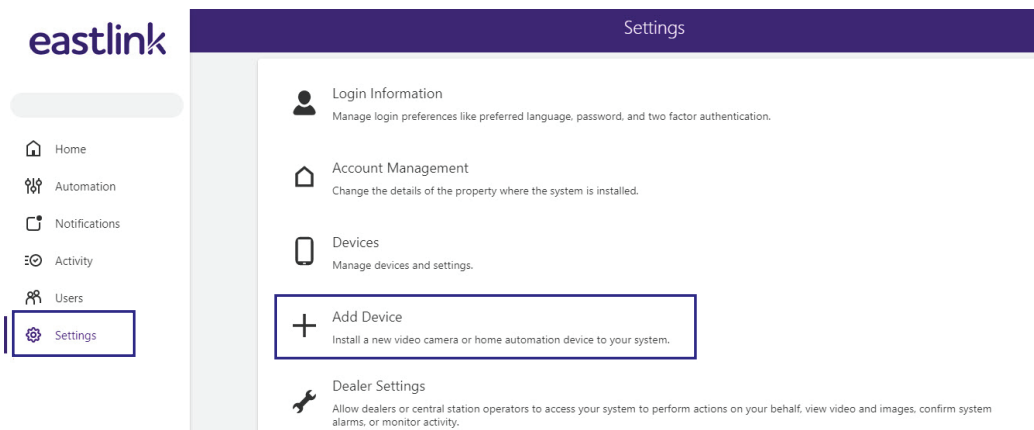 eastlink
Settings
Home
Automation
Notifications
Activity
Users
Settings
Login Information
Manage login preferences like preferred language, password, and two factor authentication.
Account Management
Change the details of the property where the system is installed.
Devices
Manage devices and settings.
Add Device
Install a new video camera or home automation device to your system.
Dealer Settings
Allow dealers or central station operators to access your system to perform actions on your behalf, view video and images, confirm system
alarms, or monitor activity.